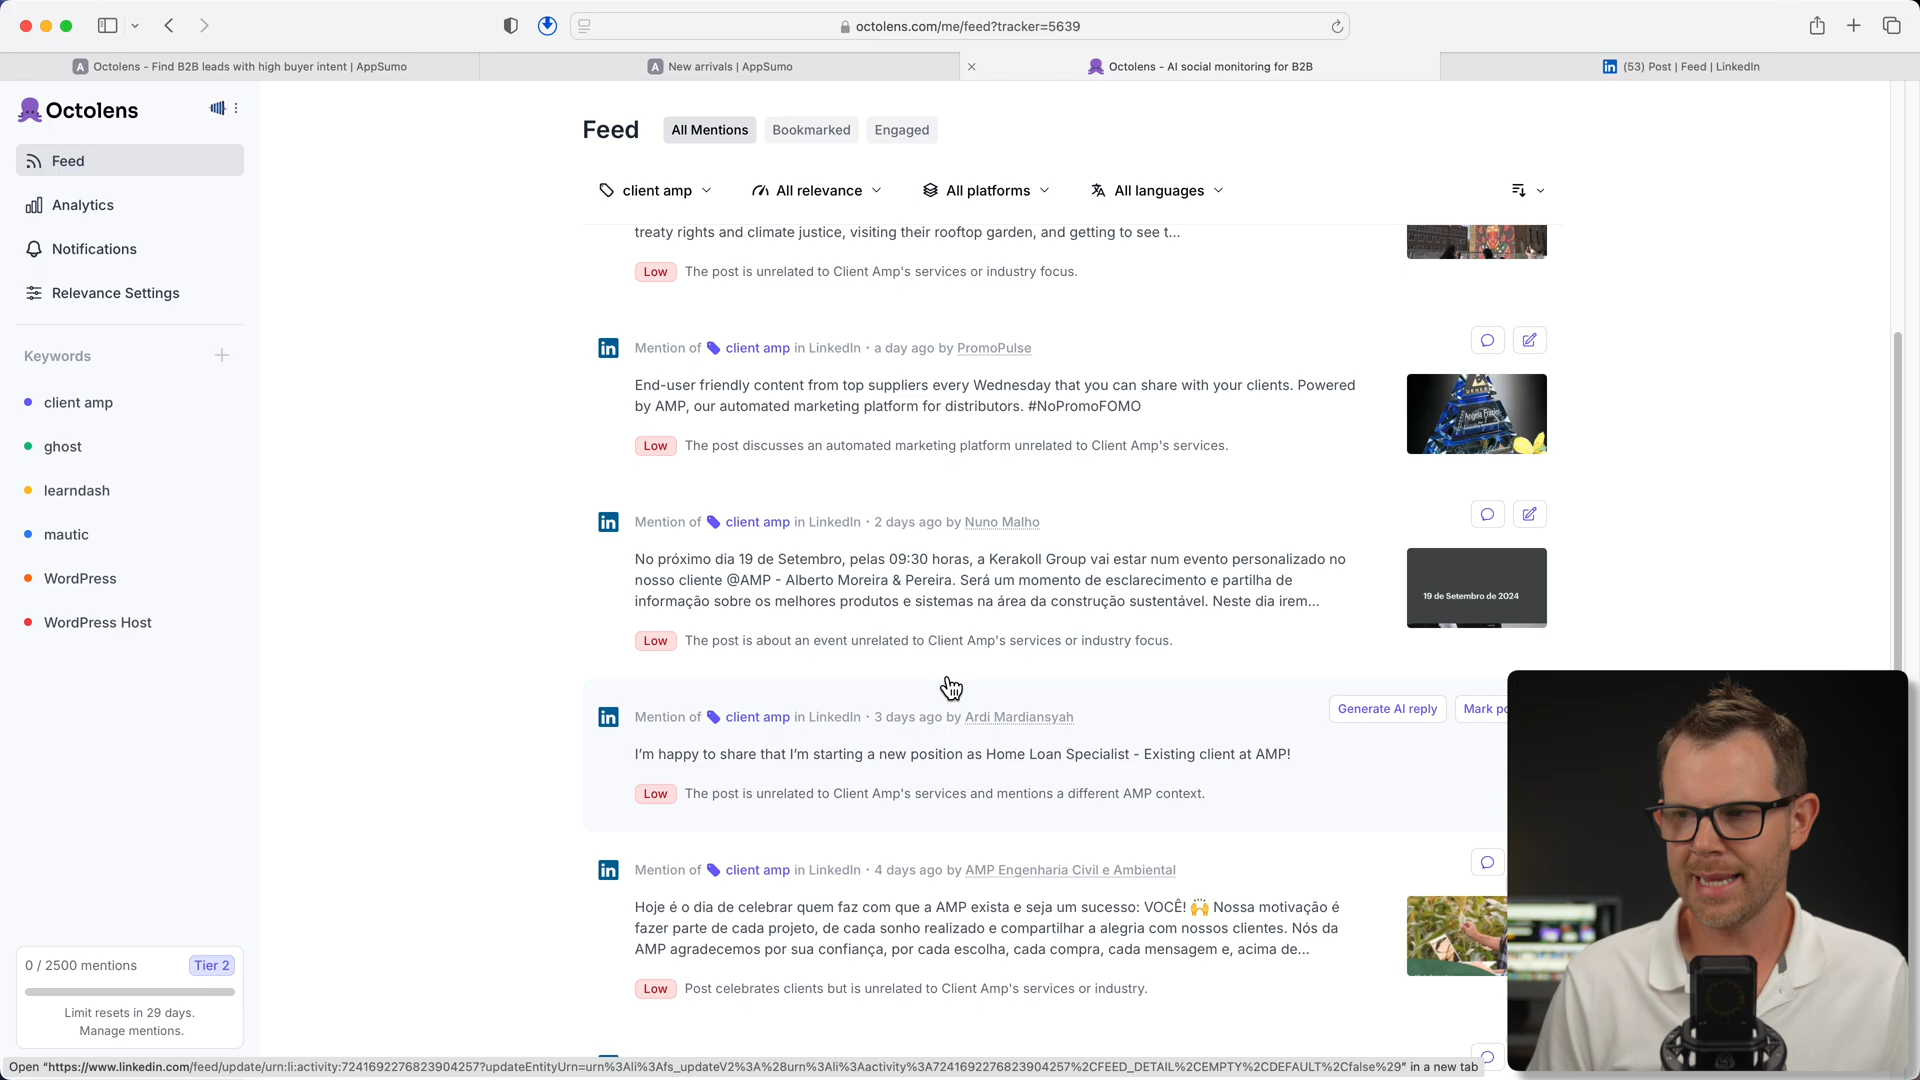 octolens.com/me/feed?tracker=5639
Octolens - Find B2B leads with high buyer intent | AppSumo
New arrivals | AppSumo
Octolens - AI social monitoring for B2B
(53) Post | Feed | LinkedIn
Octolens
Feed
Analytics
Notifications
Relevance Settings
Keywords
client amp
ghost
learndash
mautic
WordPress
WordPress Host
0 / 2500 mentions Tier 2
Limit resets in 29 days.
Manage mentions.
Feed All Mentions Bookmarked Engaged
client amp All relevance All platforms All languages
treaty rights and climate justice, visiting their rooftop garden, and getting to see t...
Low The post is unrelated to Client Amp's services or industry focus.
Mention of client amp in LinkedIn · a day ago by PromoPulse
End-user friendly content from top suppliers every Wednesday that you can share with your clients. Powered
by AMP, our automated marketing platform for distributors. #NoPromoFOMO
Low The post discusses an automated marketing platform unrelated to Client Amp's services.
Mention of client amp in LinkedIn · 2 days ago by Nuno Malho
No próximo dia 19 de Setembro, pelas 09:30 horas, a Kerakoll Group vai estar num evento personalizado no
nosso cliente @AMP - Alberto Moreira & Pereira. Será um momento de esclarecimento e partilha de
informação sobre os melhores produtos e sistemas na área da construção sustentável. Neste dia irem...
19 de Setembro de 2024
Low The post is about an event unrelated to Client Amp's services or industry focus.
Mention of client amp in LinkedIn · 3 days ago by Ardi Mardiansyah
Generate AI reply Mark po
I'm happy to share that I'm starting a new position as Home Loan Specialist - Existing client at AMP!
Low The post is unrelated to Client Amp's services and mentions a different AMP context.
Mention of client amp in LinkedIn · 4 days ago by AMP Engenharia Civil e Ambiental
Hoje é o dia de celebrar quem faz com que a AMP exista e seja um sucesso: VOCÊ! 🙌 Nossa motivação é
fazer parte de cada projeto, de cada sonho realizado e compartilhar a alegria com nossos clientes. Nós da
AMP agradecemos por sua confiança, por cada escolha, cada compra, cada mensagem e, acima de...
Low Post celebrates clients but is unrelated to Client Amp's services or industry.
Open "https://www.linkedin.com/feed/update/urn:li:activity:7241692276823904257?updateEntityUrn=urn%3Ali%3Afs_updateV2%3A%28urn%3Ali%3Aactivity%3A7241692276823904257%2CFEED_DETAIL%2CEMPTY%2CDEFAULT%2Cfalse%29" in a new tab